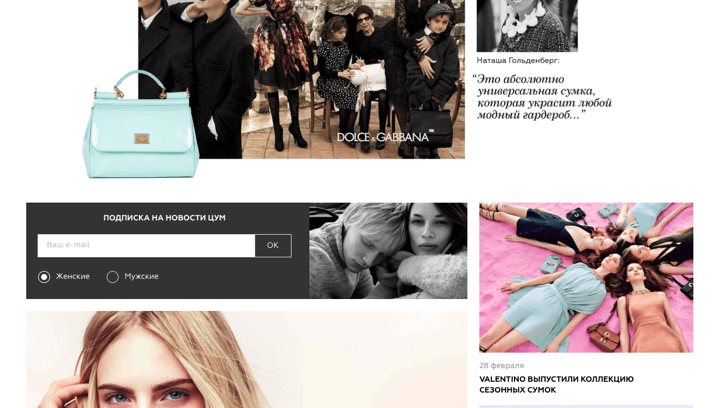 Наташа Гольденберг:
“Это абсолютно
универсальная сумка,
которая украсит любой
модный гардероб...”
DOLCE & GABBANA
ПОДПИСКА НА НОВОСТИ ЦУМ
Ваш e-mail
ОК
Женские
Мужские
28 февраля
VALENTINO ВЫПУСТИЛИ КОЛЛЕКЦИЮ
СЕЗОННЫХ СУМОК